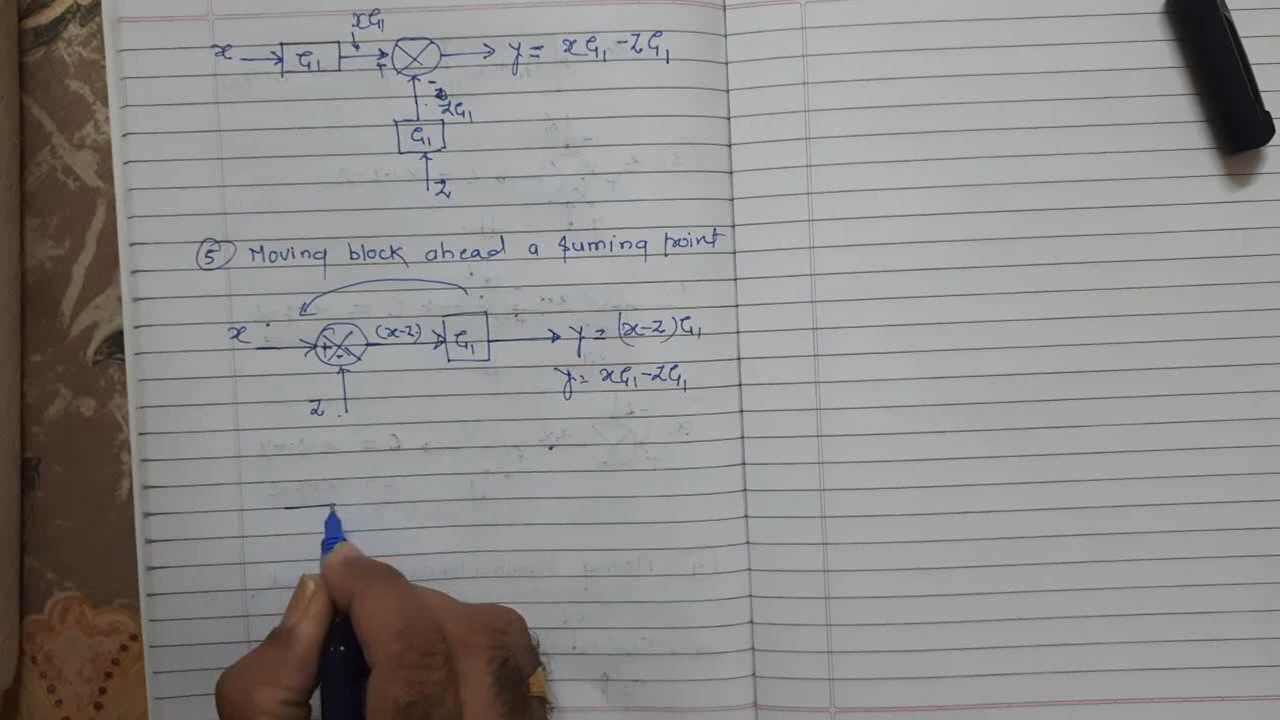 xG₁
x G₁ + y = xG₁ - ZG₁
-
ZG₁
G₁
Z
⑤ Moving block ahead a suming point
x + - (x-Z) G₁ y = (x-Z)G₁
y = xG₁-ZG₁
Z